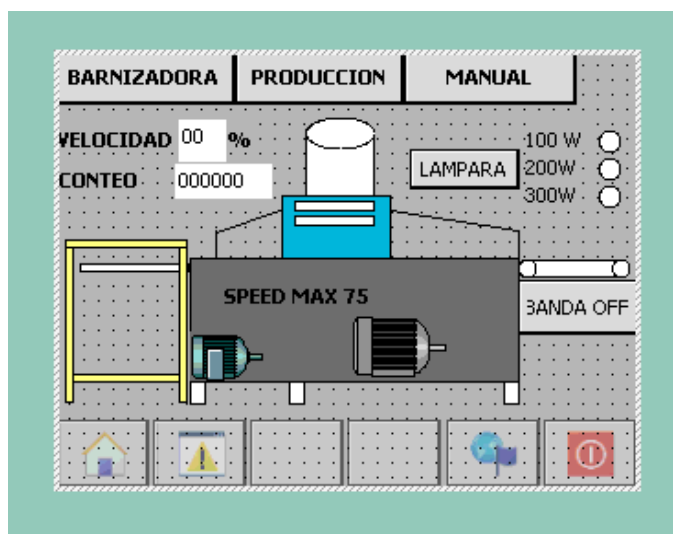 BARNIZADORA PRODUCCION MANUAL
VELOCIDAD 00 %
100 W
LAMPARA 200W
CONTEO 000000
300W
SPEED MAX 75
BANDA OFF